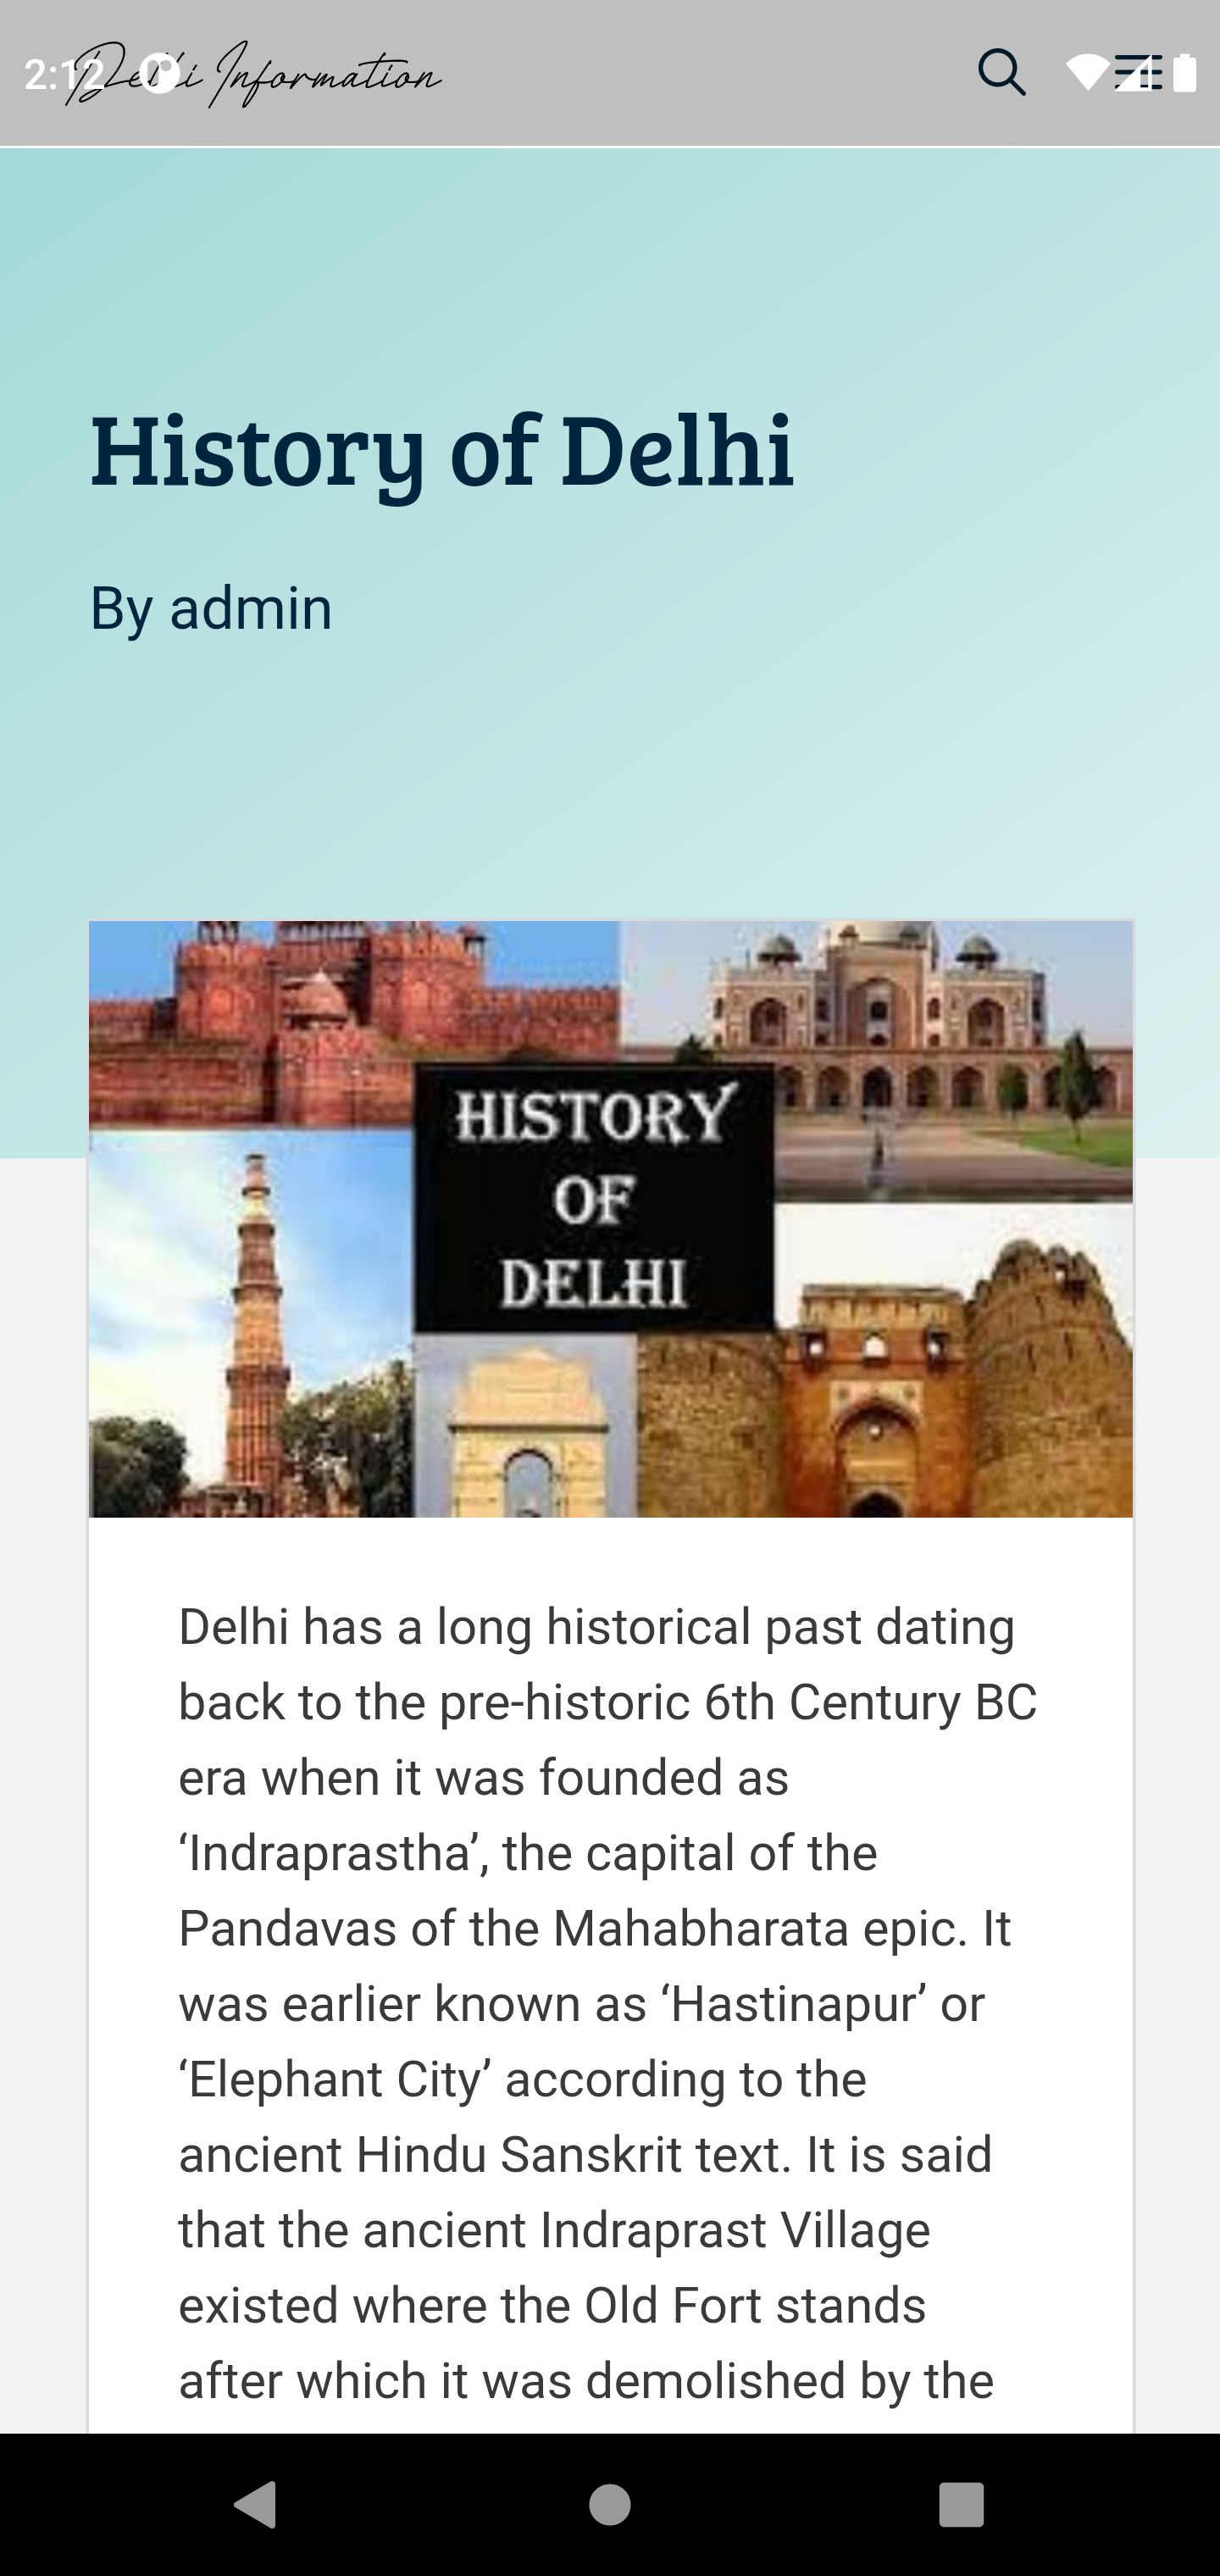 2:12
Delhi Information
History of Delhi
By admin
HISTORY
OF
DELHI
Delhi has a long historical past dating
back to the pre-historic 6th Century BC
era when it was founded as
‘Indraprastha’, the capital of the
Pandavas of the Mahabharata epic. It
was earlier known as ‘Hastinapur’ or
‘Elephant City’ according to the
ancient Hindu Sanskrit text. It is said
that the ancient Indraprast Village
existed where the Old Fort stands
after which it was demolished by the